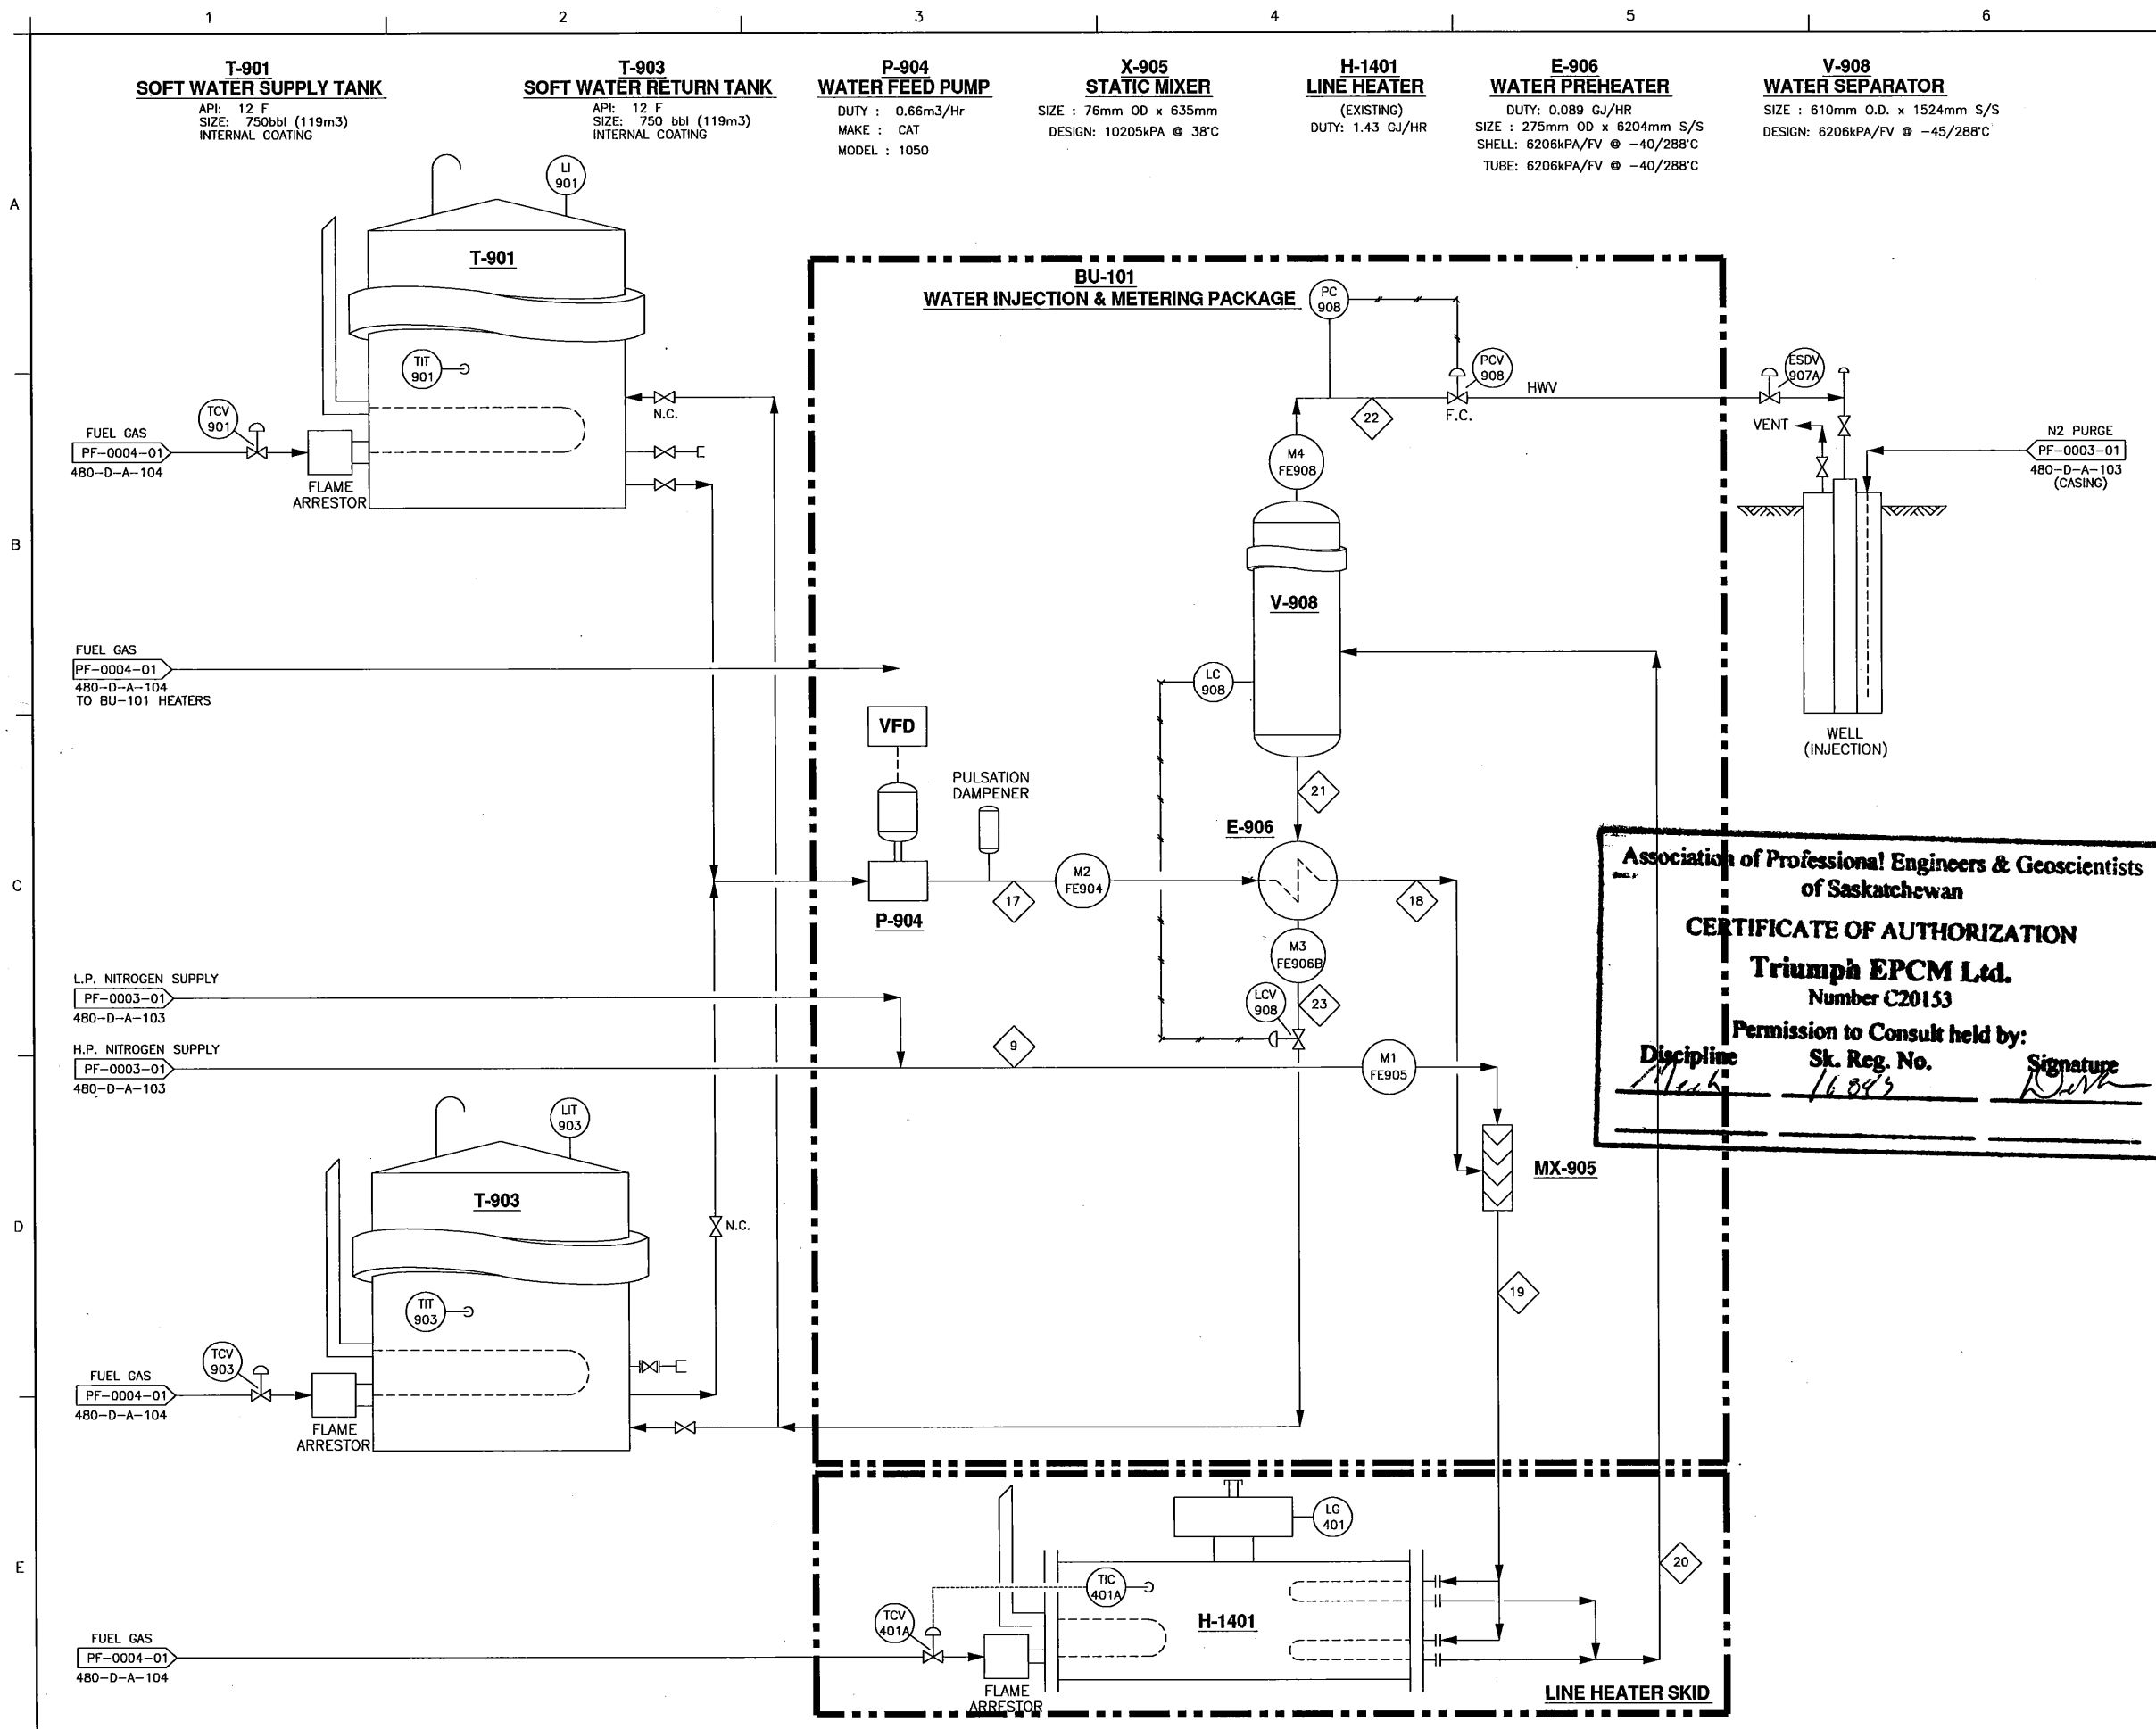 1 2 3 4 5 6
T-901
SOFT WATER SUPPLY TANK
API: 12 F
SIZE: 750bbl (119m3)
INTERNAL COATING
T-903
SOFT WATER RETURN TANK
API: 12 F
SIZE: 750 bbl (119m3)
INTERNAL COATING
P-904
WATER FEED PUMP
DUTY : 0.66m3/Hr
MAKE : CAT
MODEL : 1050
X-905
STATIC MIXER
SIZE : 76mm OD x 635mm
DESIGN: 10205kPA @ 38°C
H-1401
LINE HEATER
(EXISTING)
DUTY: 1.43 GJ/HR
E-906
WATER PREHEATER
DUTY: 0.089 GJ/HR
SIZE : 275mm OD x 6204mm S/S
SHELL: 6206kPA/FV @ -40/288°C
TUBE: 6206kPA/FV @ -40/288°C
V-908
WATER SEPARATOR
SIZE : 610mm O.D. x 1524mm S/S
DESIGN: 6206kPA/FV @ -45/288°C
A
LI
901
T-901
TIT
901
TCV
901
FUEL GAS
PF-0004-01
480-D-A-104
FLAME
ARRESTOR
N.C.
BU-101
WATER INJECTION & METERING PACKAGE
PC
908
PCV
908
F.C.
HWV
22
ESDV
907A
VENT
N2 PURGE
PF-0003-01
480-D-A-103
(CASING)
M4
FE908
B
V-908
FUEL GAS
PF-0004-01
480-D-A-104
TO BU-101 HEATERS
LC
908
WELL
(INJECTION)
VFD
PULSATION
DAMPENER
21
E-906
C
M2
FE904
17
18
P-904
M3
FE906B
LCV
908
23
L.P. NITROGEN SUPPLY
PF-0003-01
480-D-A-103
H.P. NITROGEN SUPPLY
PF-0003-01
480-D-A-103
9
M1
FE905
Association of Professional Engineers & Geoscientists
of Saskatchewan
CERTIFICATE OF AUTHORIZATION
Triumph EPCM Ltd.
Number C20153
Permission to Consult held by:
Discipline Sk. Reg. No. Signature
Mech
MX-905
LIT
903
T-903
D
N.C.
19
TIT
903
TCV
903
FUEL GAS
PF-0004-01
480-D-A-104
FLAME
ARRESTOR
LG
401
E
20
TIC
401A
TCV
401A
H-1401
FUEL GAS
PF-0004-01
480-D-A-104
FLAME
ARRESTOR
LINE HEATER SKID